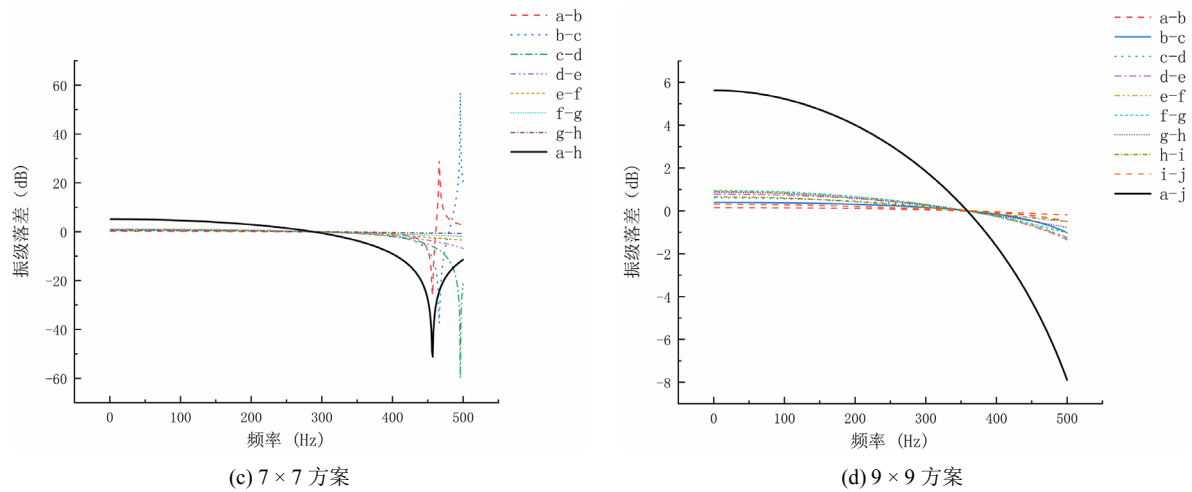 a-b
b-c
c-d
d-e
e-f
f-g
g-h
a-h
60
40
20
0
-20
-40
-60
振级落差 (dB)
0 100 200 300 400 500
频率 (Hz)
(c) 7 × 7 方案
a-b
b-c
c-d
d-e
e-f
f-g
g-h
h-i
i-j
a-j
6
4
2
0
-2
-4
-6
-8
振级落差 (dB)
0 100 200 300 400 500
频率 (Hz)
(d) 9 × 9 方案